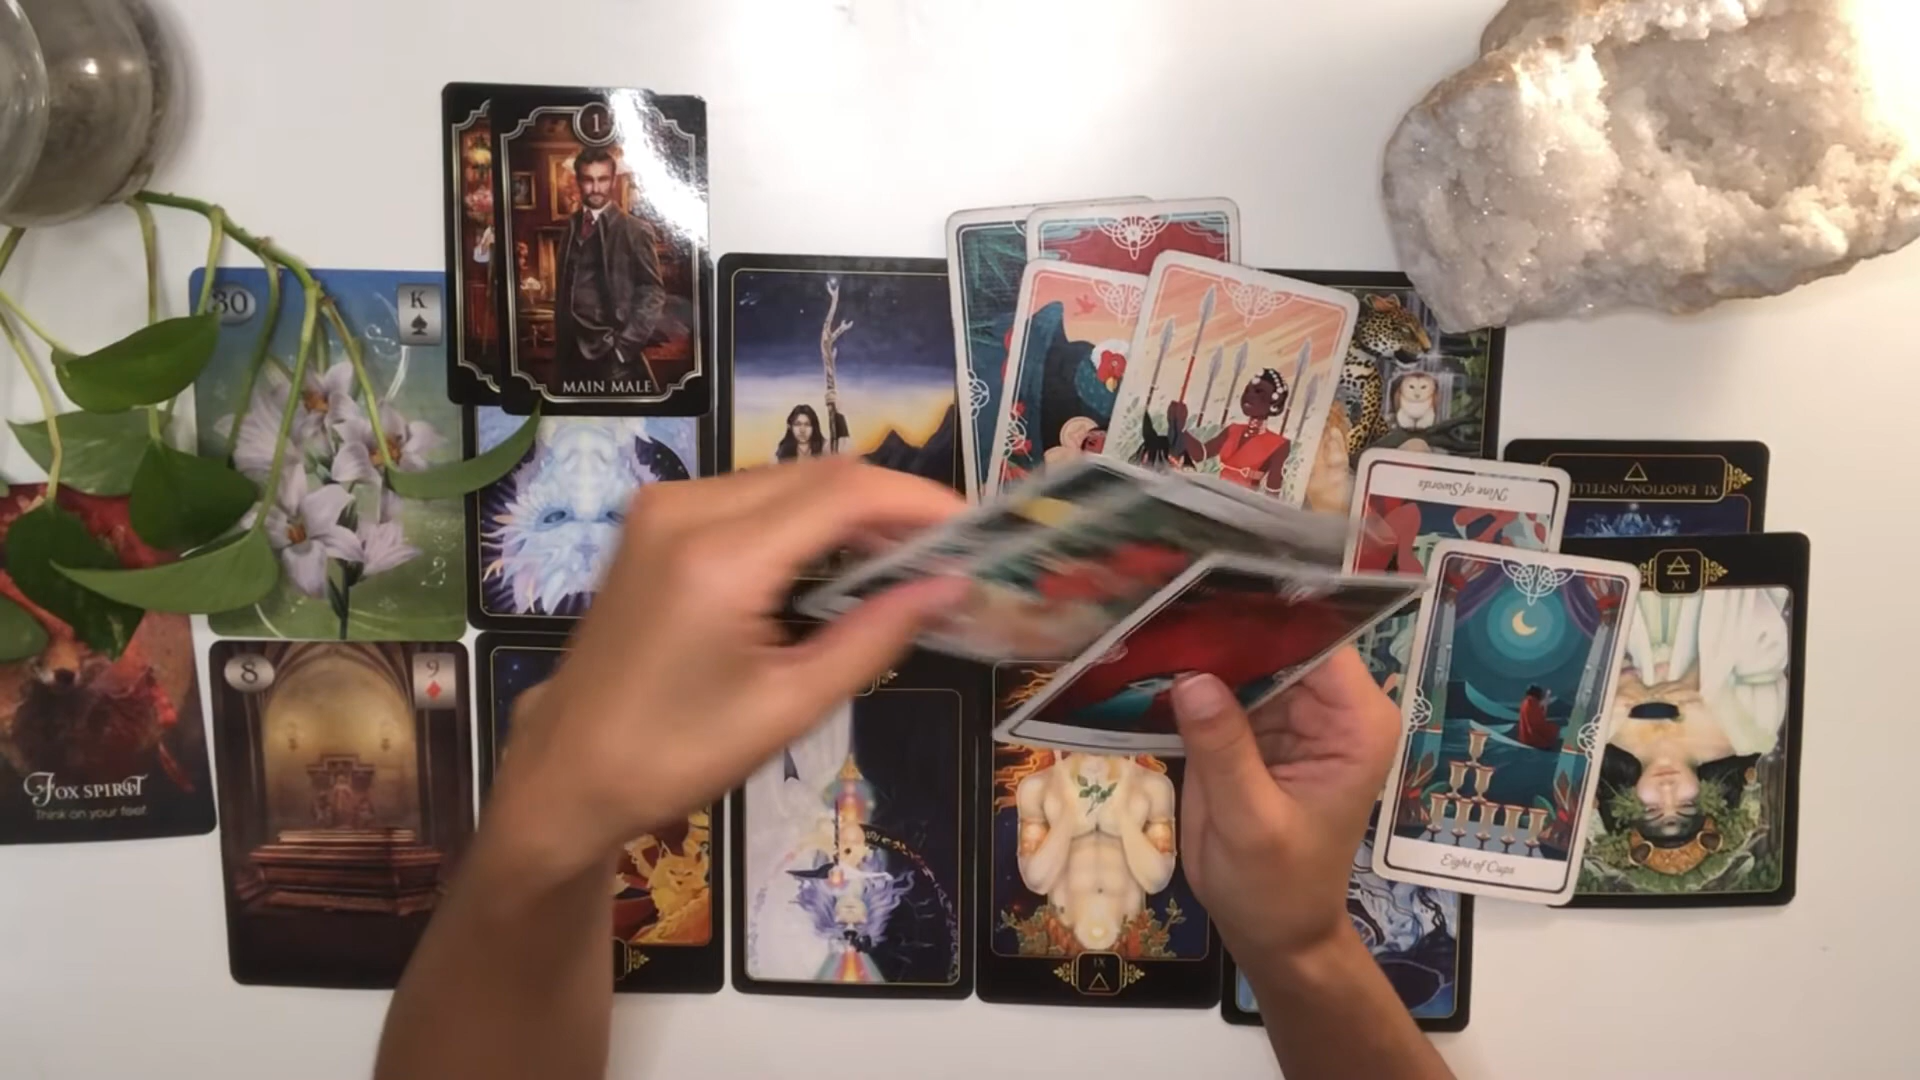 1
MAIN MALE
30
K
Nine of Swords
XI EMOTION/INTELLE
XI
8
9
Fox SPIRIT
Think on your feet
Eight of Cups
IX